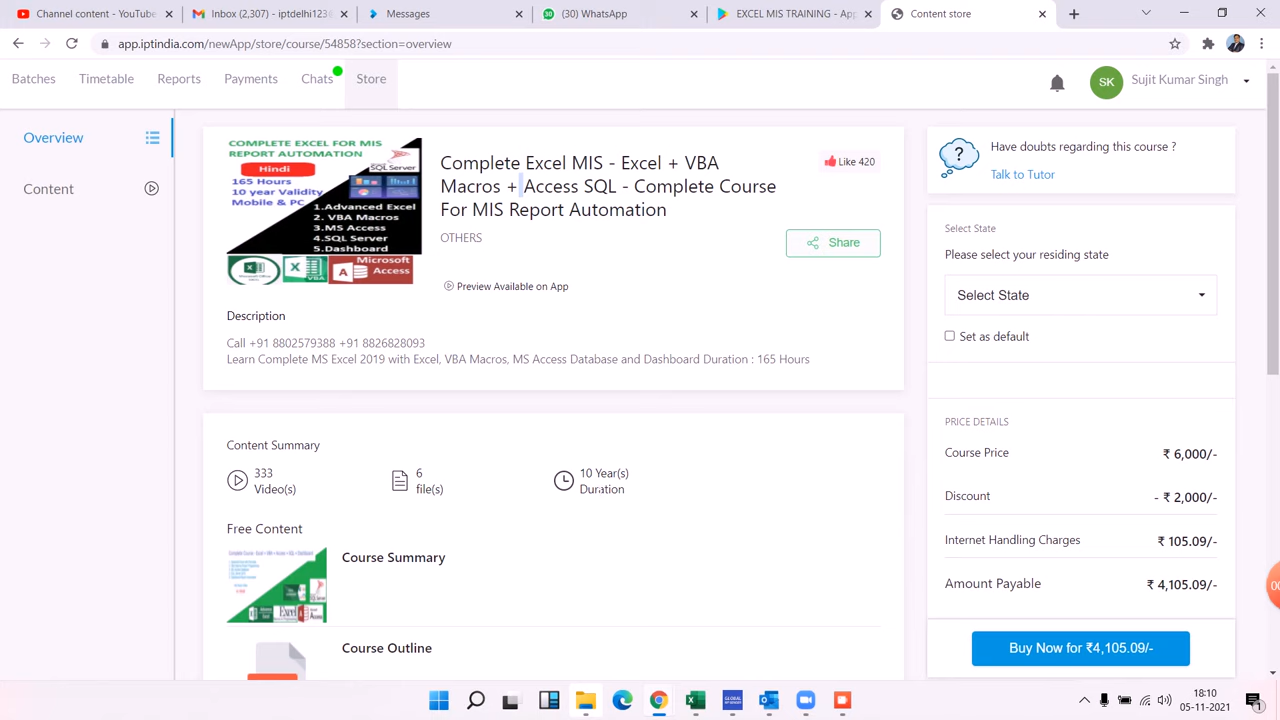 Content - YouTube
Inbox (2,307) - iptdelhi1234
Messages
(30) WhatsApp
EXCEL MIS TRAINING - App
Content store
app.iptindia.com/newApp/store/course/54858?section=overview
Batches
Timetable
Reports
Payments
Chats
Store
SK
Sujit Kumar Singh
Overview
Content
COMPLETE EXCEL FOR MIS
REPORT AUTOMATION
Hindi
SQL Server
165 Hours
10 year Validity
Mobile & PC
1.Advanced Excel
2. VBA Macros
3.MS Access
4.SQL Server
5.Dashboard
Microsoft
Access
Complete Excel MIS - Excel + VBA
Macros + Access SQL - Complete Course
For MIS Report Automation
OTHERS
Like 420
Share
Preview Available on App
Description
Call +91 8802579388 +91 8826828093
Learn Complete MS Excel 2019 with Excel, VBA Macros, MS Access Database and Dashboard Duration : 165 Hours
Content Summary
333
Video(s)
6
file(s)
10 Year(s)
Duration
Free Content
Course Summary
Course Outline
Have doubts regarding this course ?
Talk to Tutor
Select State
Please select your residing state
Select State
Set as default
PRICE DETAILS
Course Price
₹ 6,000/-
Discount
- ₹ 2,000/-
Internet Handling Charges
₹ 105.09/-
Amount Payable
₹ 4,105.09/-
Buy Now for ₹4,105.09/-
00
18:10
05-11-2021